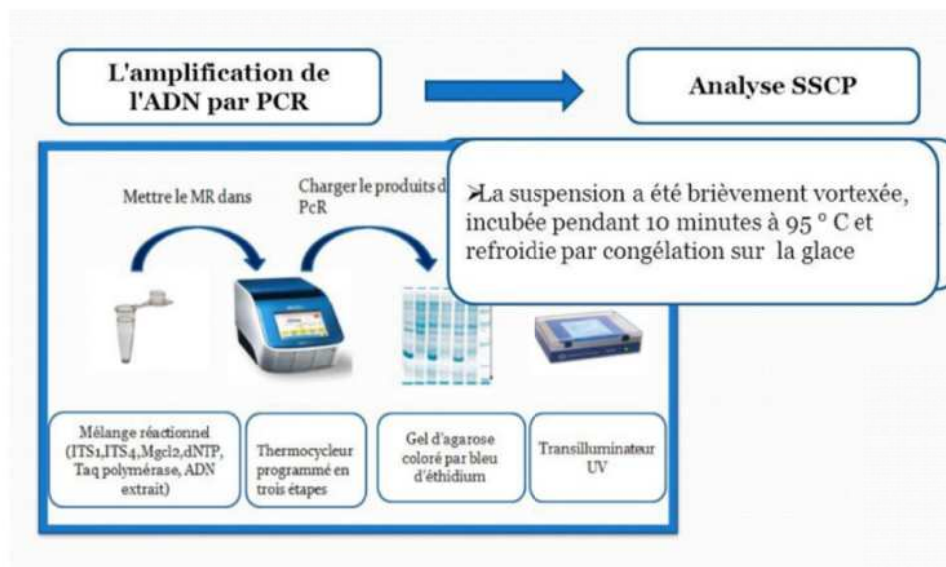 L'amplification de
l'ADN par PCR
Analyse SSCP
Mettre le MR dans
Charger le produits d
PcR
➢La suspension a été brièvement vortexée,
incubée pendant 10 minutes à 95 ° C et
refroidie par congélation sur la glace
Mélange réactionnel
(ITS1,ITS4,Mgcl2,dNTP,
Taq polymérase, ADN
extrait)
Thermocycleur
programmé en
trois étapes
Gel d'agarose
coloré par bleu
d'éthidium
Transilluminateur
UV